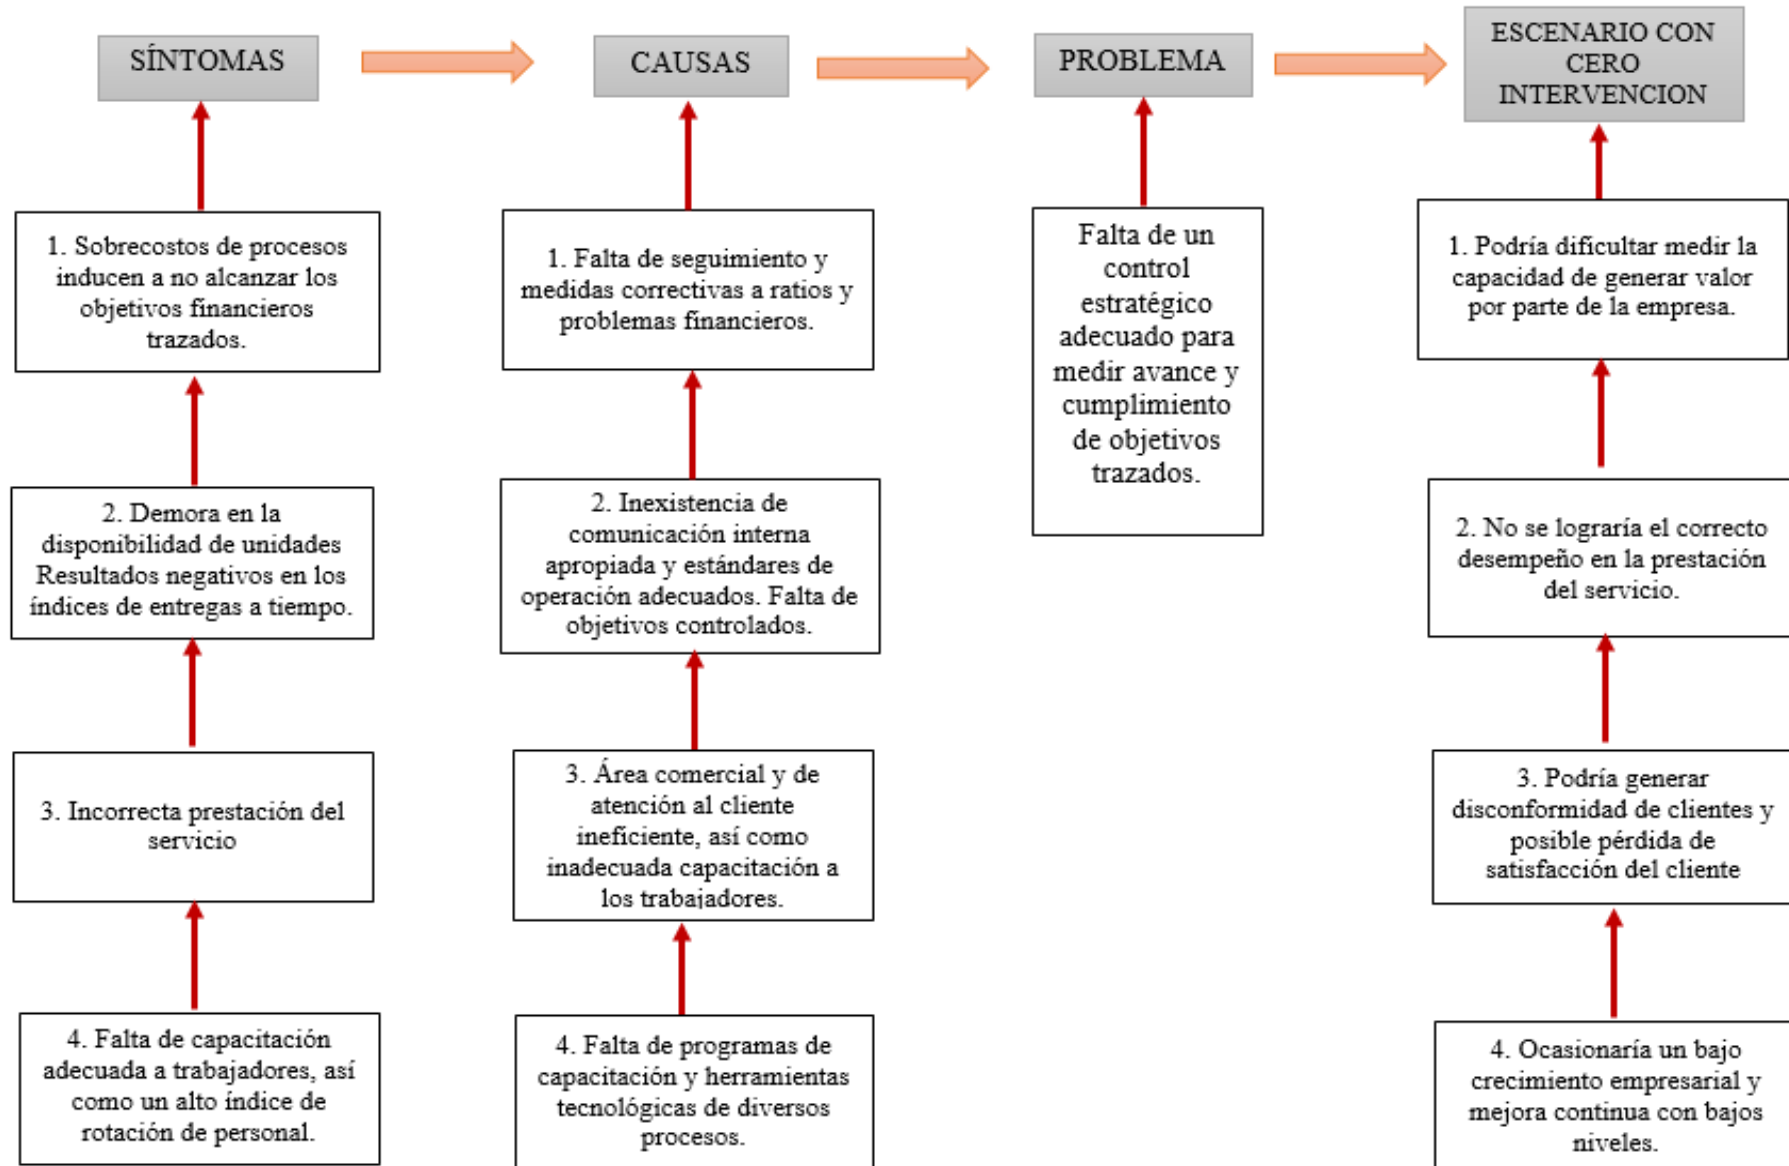 SÍNTOMAS
1. Sobrecostos de procesos
inducen a no alcanzar los
objetivos financieros
trazados.
2. Demora en la
disponibilidad de unidades
Resultados negativos en los
índices de entregas a tiempo.
3. Incorrecta prestación del
servicio
4. Falta de capacitación
adecuada a trabajadores, así
como un alto índice de
rotación de personal.
CAUSAS
1. Falta de seguimiento y
medidas correctivas a ratios y
problemas financieros.
2. Inexistencia de
comunicación interna
apropiada y estándares de
operación adecuados. Falta de
objetivos controlados.
3. Área comercial y de
atención al cliente
ineficiente, así como
inadecuada capacitación a
los trabajadores.
4. Falta de programas de
capacitación y herramientas
tecnológicas de diversos
procesos.
PROBLEMA
Falta de un
control
estratégico
adecuado para
medir avance y
cumplimiento
de objetivos
trazados.
ESCENARIO CON
CERO
INTERVENCION
1. Podría dificultar medir la
capacidad de generar valor
por parte de la empresa.
2. No se lograría el correcto
desempeño en la prestación
del servicio.
3. Podría generar
disconformidad de clientes y
posible pérdida de
satisfacción del cliente
4. Ocasionaría un bajo
crecimiento empresarial y
mejora continua con bajos
niveles.